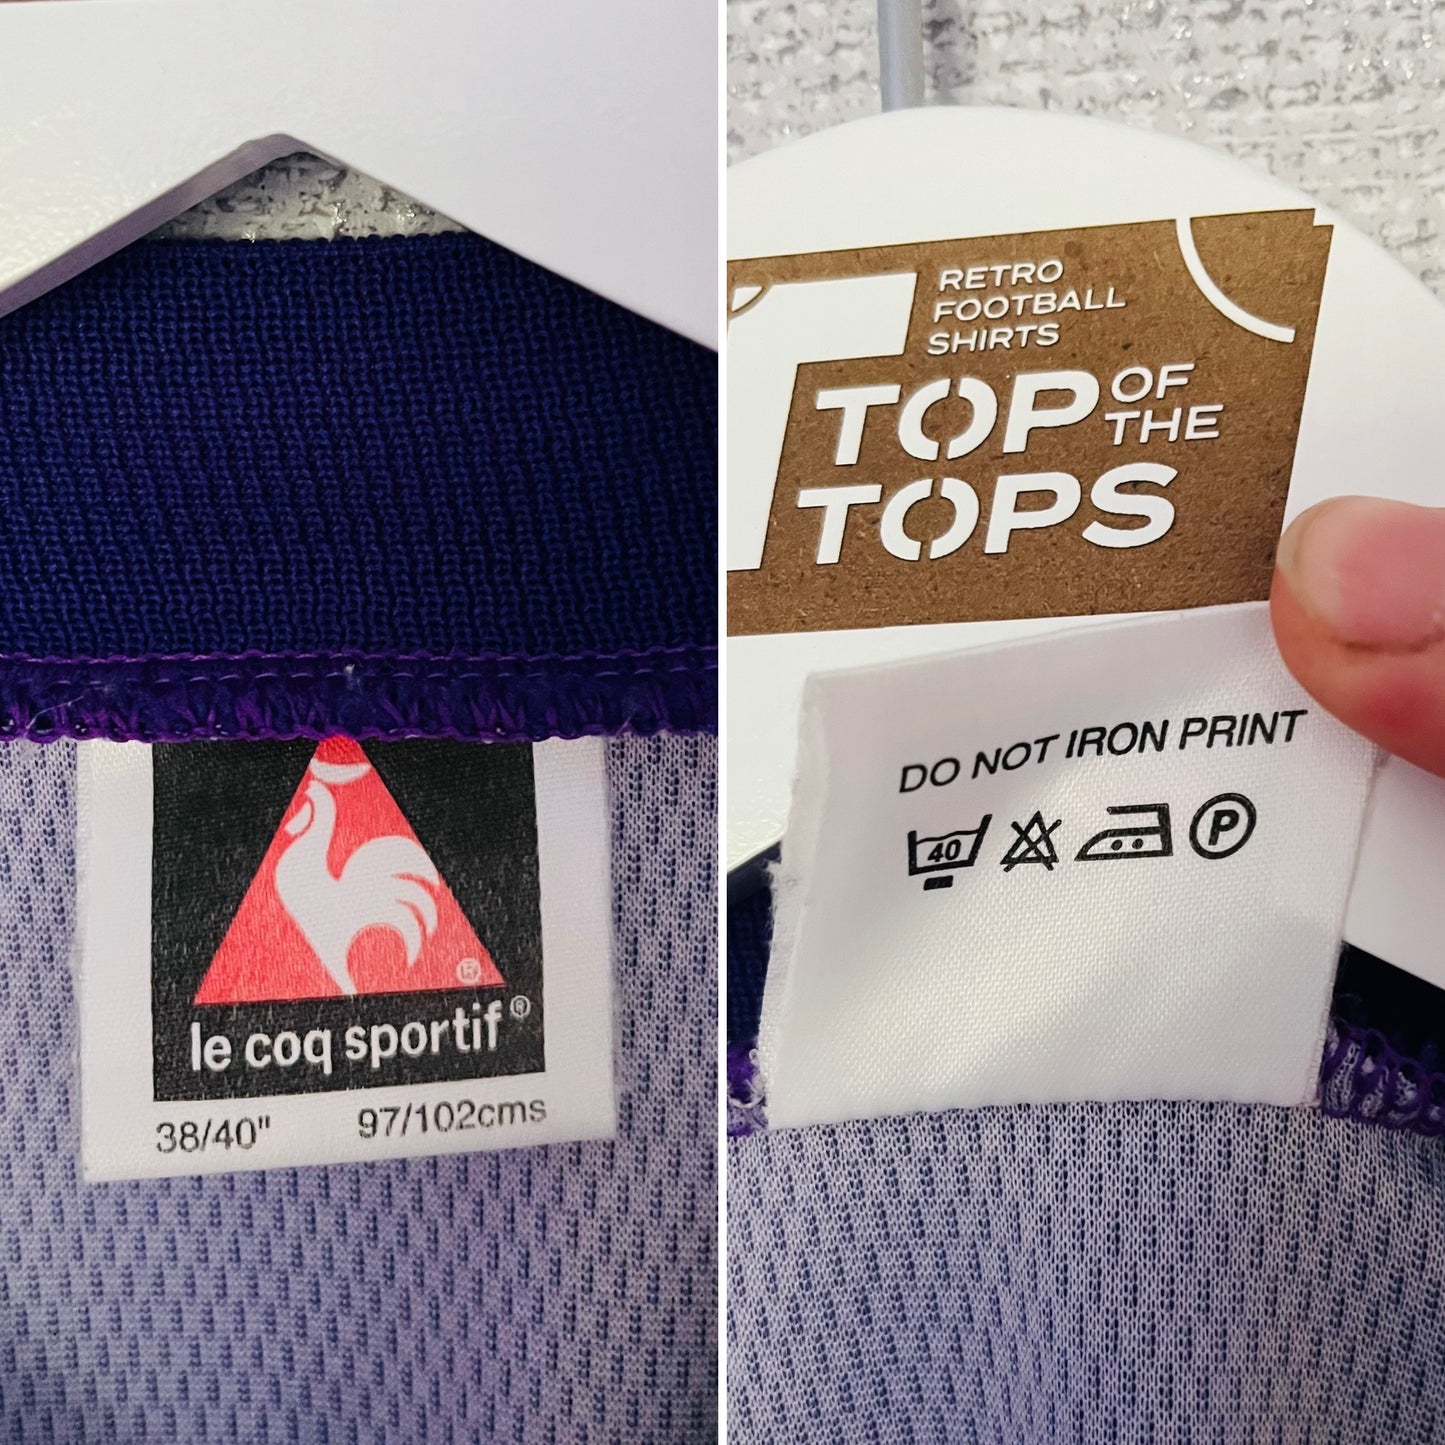 le coq sportif®
38/40" 97/102cms
RETRO
FOOTBALL
SHIRTS
TOP OF THE
TOPS
DO NOT IRON PRINT
40 P